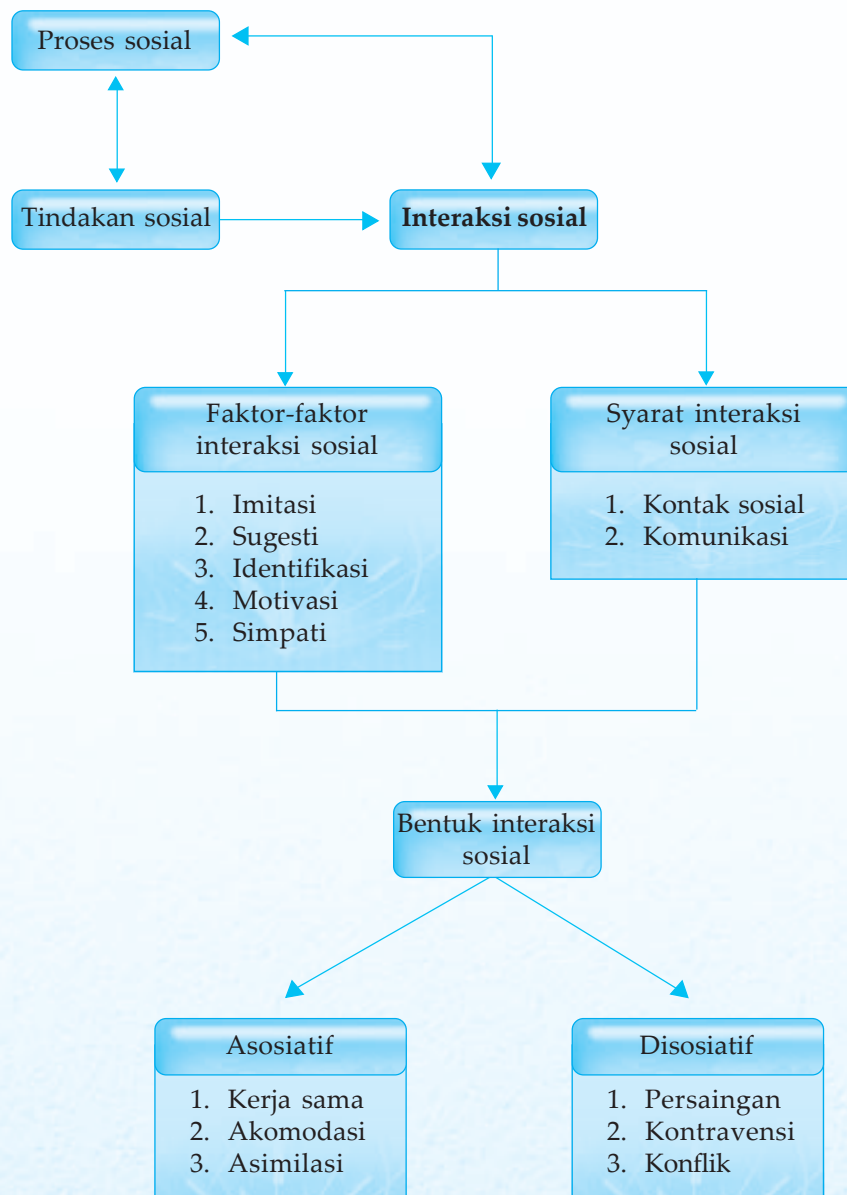 Proses sosial
Tindakan sosial
Interaksi sosial
Faktor-faktor
interaksi sosial
1. Imitasi
2. Sugesti
3. Identifikasi
4. Motivasi
5. Simpati
Syarat interaksi
sosial
1. Kontak sosial
2. Komunikasi
Bentuk interaksi
sosial
Asosiatif
1. Kerja sama
2. Akomodasi
3. Asimilasi
Disosiatif
1. Persaingan
2. Kontravensi
3. Konflik